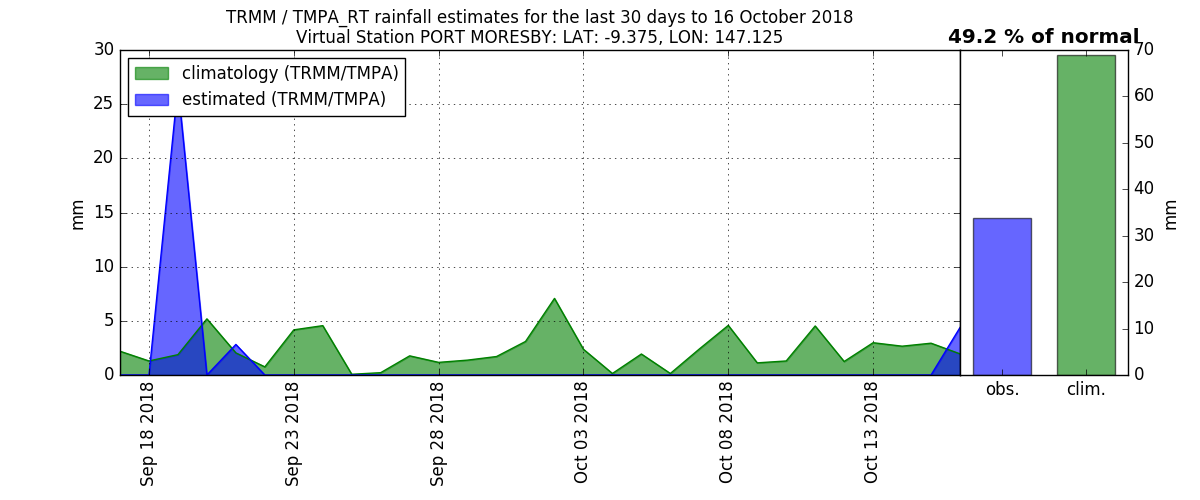 TRMM / TMPA_RT rainfall estimates for the last 30 days to 16 October 2018
Virtual Station PORT MORESBY: LAT: -9.375, LON: 147.125
49.2 % of normal
climatology (TRMM/TMPA)
estimated (TRMM/TMPA)
30
25
20
15
10
5
0
mm
Sep 18 2018
Sep 23 2018
Sep 28 2018
Oct 03 2018
Oct 08 2018
Oct 13 2018
obs.
clim.
70
60
50
40
30
20
10
0
mm